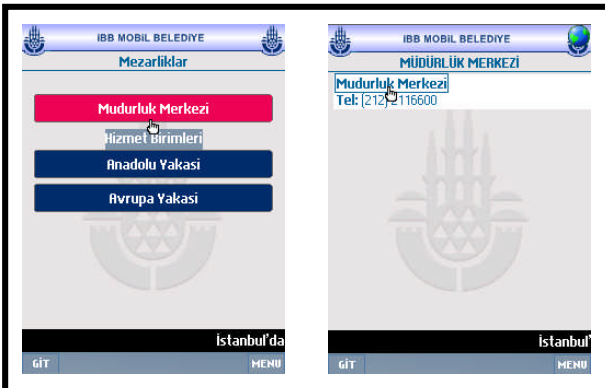 İBB MOBİL BELEDİYE
Mezarlıklar
Mudurluk Merkezi
Hizmet Birimleri
Anadolu Yakasi
Avrupa Yakasi
İstanbul'da
GİT
MENU
İBB MOBİL BELEDİYE
MÜDÜRLÜK MERKEZİ
Mudurluk Merkezi
Tel: (212) 2116600
İstanbul'
GİT
MENU